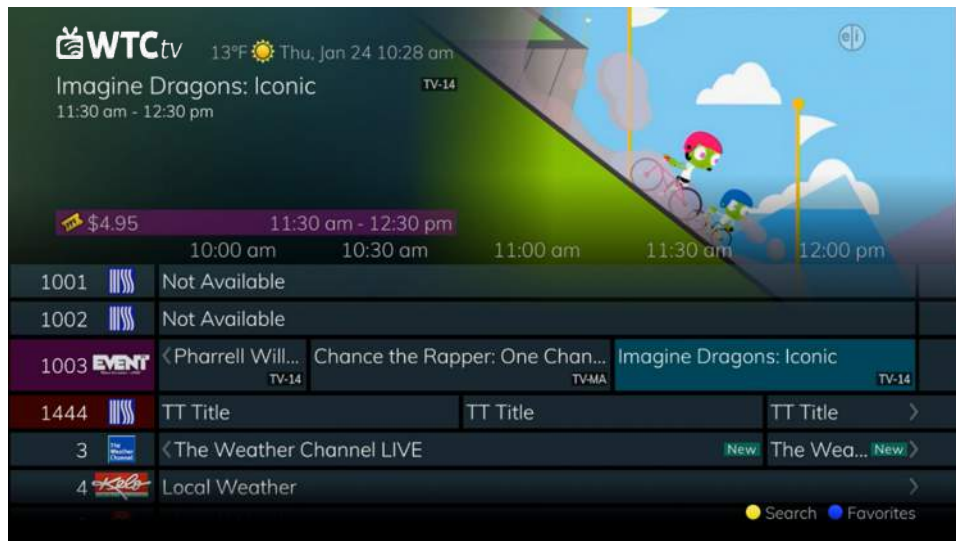 WTCtv 13°F Thu, Jan 24 10:28 am
Imagine Dragons: Iconic TV-14
11:30 am - 12:30 pm
$4.95 11:30 am - 12:30 pm
10:00 am 10:30 am 11:00 am 11:30 am 12:00 pm
1001 Not Available
1002 Not Available
1003 EVENT Pharrell Will... TV-14 Chance the Rapper: One Chan... TV-MA Imagine Dragons: Iconic TV-14
1444 TT Title TT Title TT Title
3 The Weather Channel The Weather Channel LIVE New The Wea... New
4 Kelo Local Weather
Search Favorites